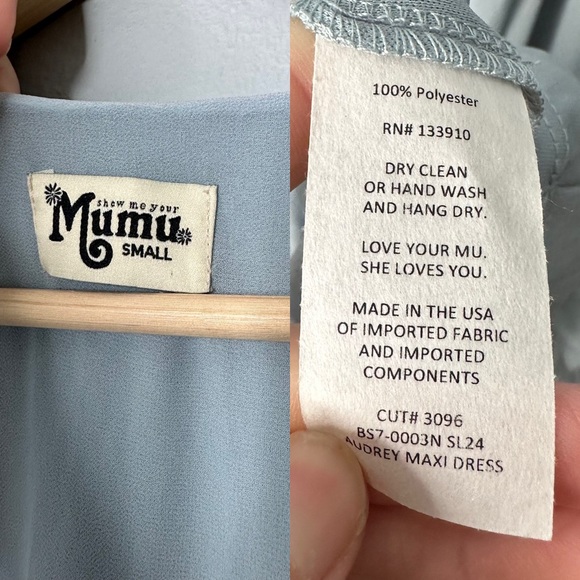 show me your
Mumu
SMALL
100% Polyester
RN# 133910
DRY CLEAN
OR HAND WASH
AND HANG DRY.
LOVE YOUR MU.
SHE LOVES YOU.
MADE IN THE USA
OF IMPORTED FABRIC
AND IMPORTED
COMPONENTS
CUT# 3096
BS7-0003N SL24
AUDREY MAXI DRESS